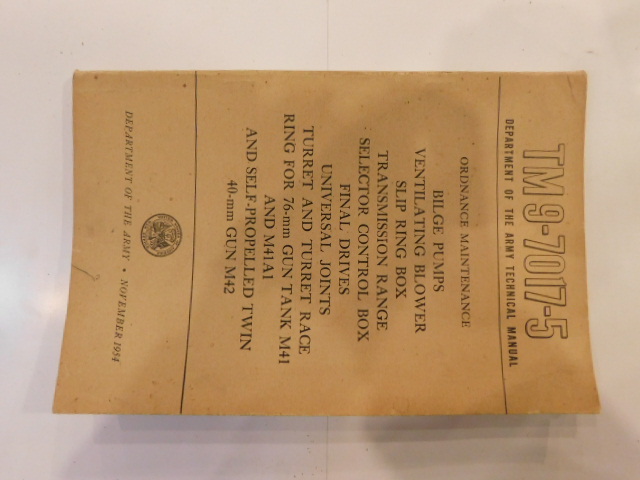 TM 9-7017-5
DEPARTMENT OF THE ARMY TECHNICAL MANUAL
ORDNANCE MAINTENANCE
BILGE PUMPS
VENTILATING BLOWER
SLIP RING BOX
TRANSMISSION RANGE
SELECTOR CONTROL BOX
FINAL DRIVES
UNIVERSAL JOINTS
TURRET AND TURRET RACE
RING FOR 76-mm GUN TANK M41
AND M41A1
AND SELF-PROPELLED TWIN
40-mm GUN M42
DEPARTMENT OF THE ARMY • NOVEMBER 1954